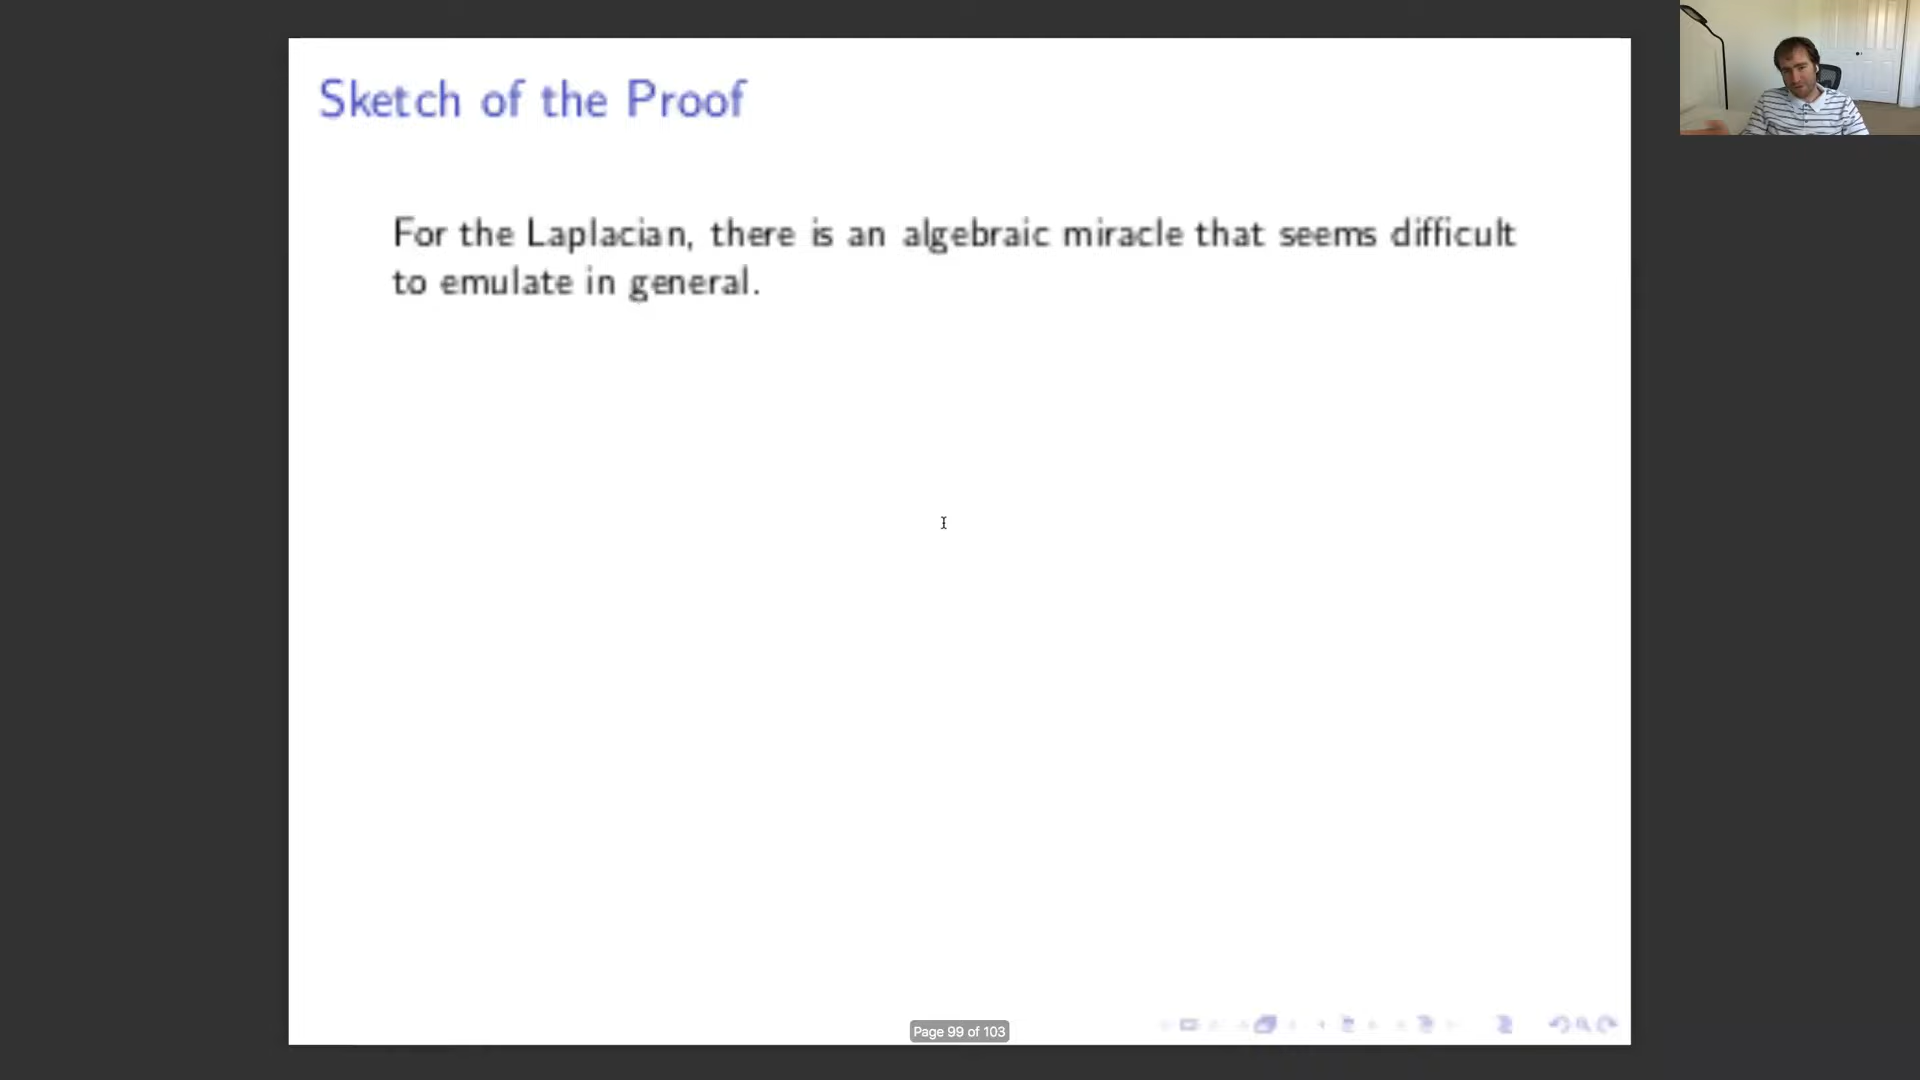 Sketch of the Proof
For the Laplacian, there is an algebraic miracle that seems difficult
to emulate in general.
Page 99 of 103